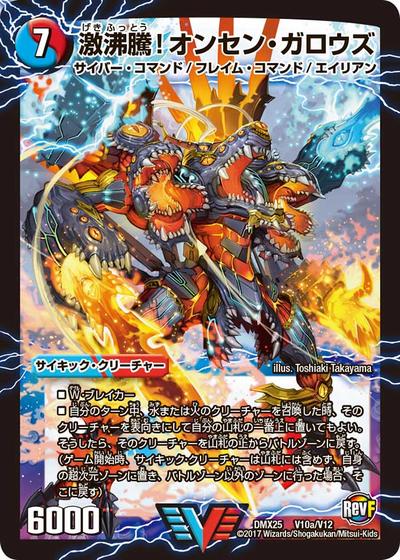 げきふっとう
7
激沸騰!オンセン・ガロウズ
サイバー・コマンド/フレイム・コマンド/エイリアン
illus. Toshiaki Takayama
サイキック・クリーチャー
■W・ブレイカー
■自分のターン中、水または火のクリーチャーを召喚した時、その
クリーチャーを裏向きにして自分の山札の一番上に置いてもよい。
そうしたら、そのクリーチャーを山札の上からバトルゾーンに戻す。
(ゲーム開始時、サイキック・クリーチャーは山札には含めず、自身
の超次元ゾーンに置き、バトルゾーン以外のゾーンに行った場合、そ
こに戻す)
6000
RevF
DMX25 V10a/V12
©2017 Wizards/Shogakukan/Mitsui-Kids